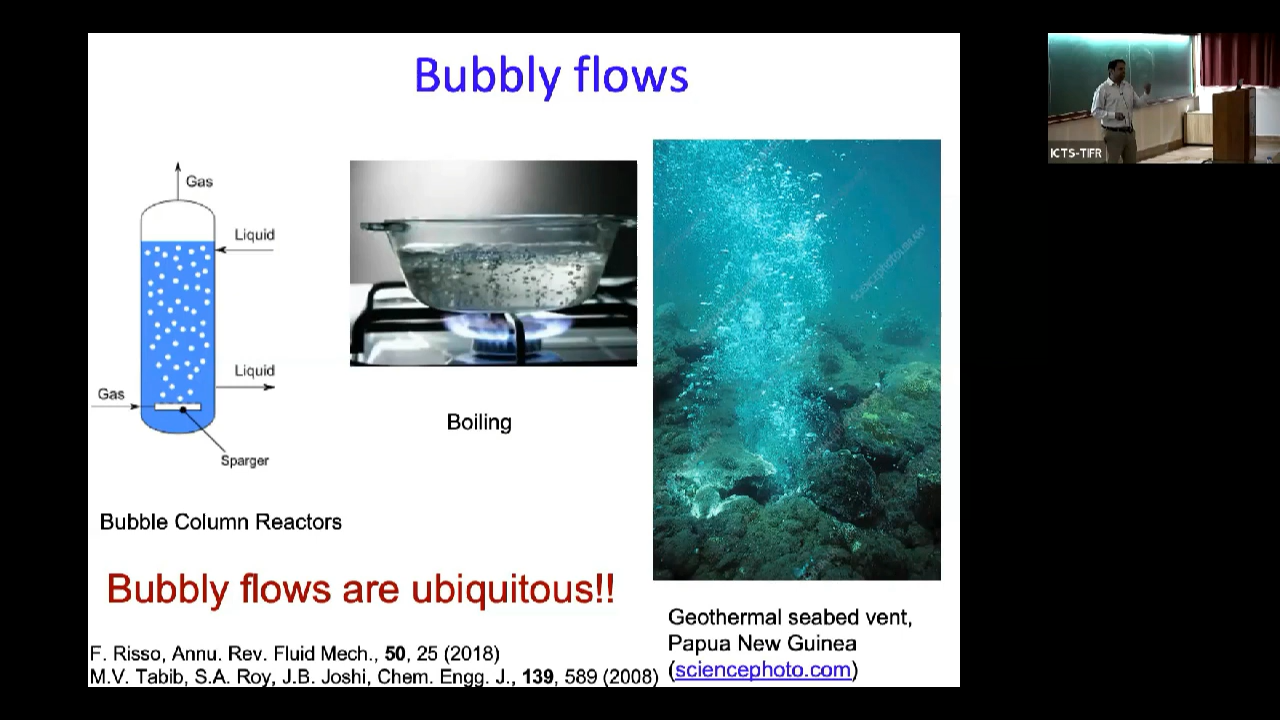 Bubbly flows
Gas
Liquid
Liquid
Gas
Sparger
Bubble Column Reactors
Boiling
Bubbly flows are ubiquitous!!
F. Risso, Annu. Rev. Fluid Mech., 50, 25 (2018)
M.V. Tabib, S.A. Roy, J.B. Joshi, Chem. Engg. J., 139, 589 (2008)
Geothermal seabed vent,
Papua New Guinea
(sciencephoto.com)
ICTS-TIFR